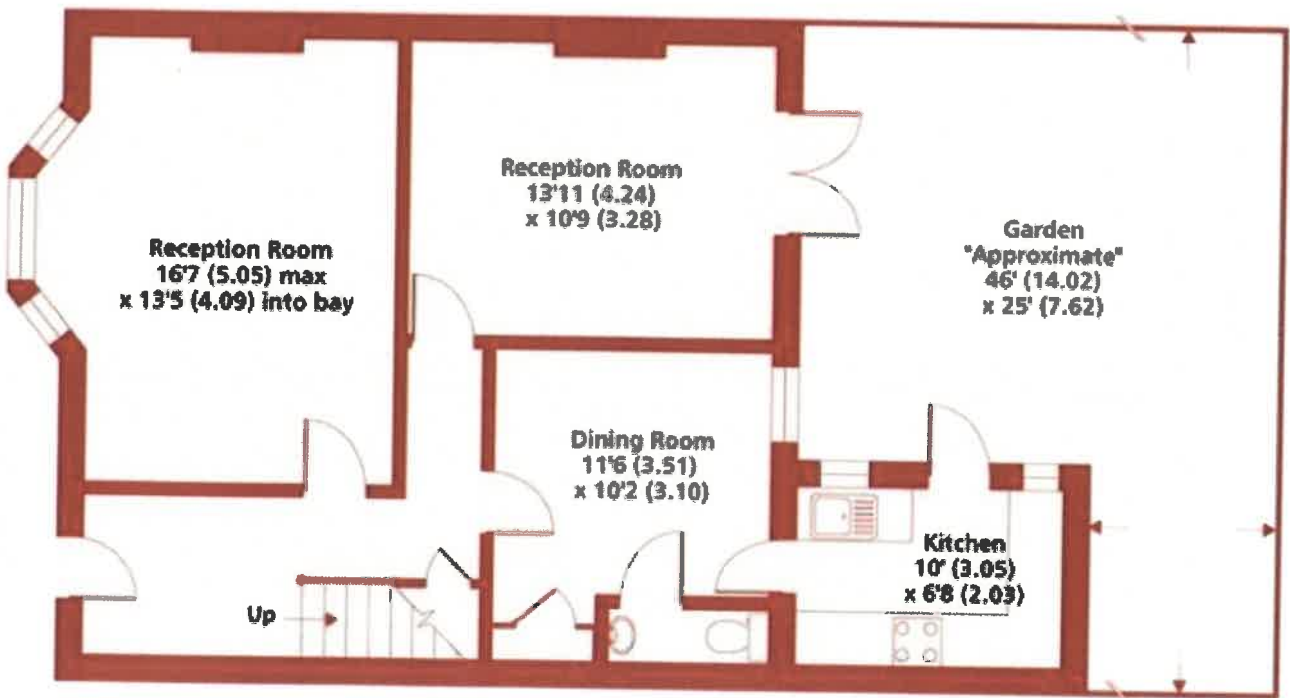 Reception Room
16'7 (5.05) max
x 13'5 (4.09) into bay
Reception Room
13'11 (4.24)
x 10'9 (3.28)
Garden
"Approximate"
46' (14.02)
x 25' (7.62)
Dining Room
11'6 (3.51)
x 10'2 (3.10)
Kitchen
10' (3.05)
x 6'8 (2.03)
Up